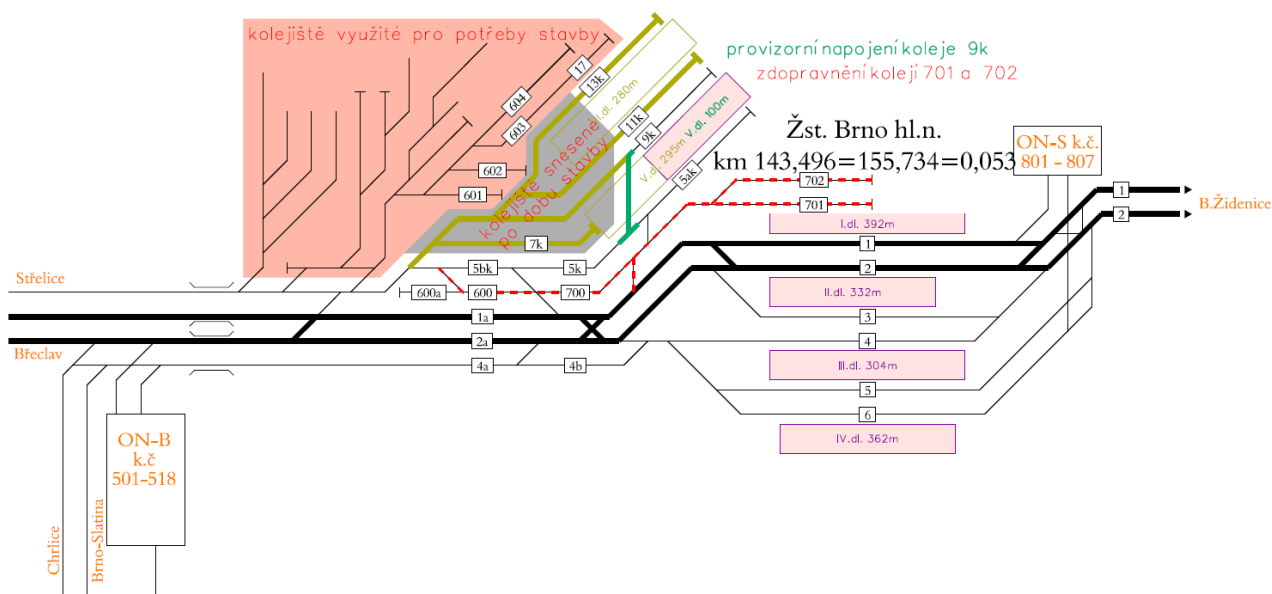 kolejiště využité pro potřeby stavby
provizorní napojení koleje 9k
zdopravnění kolejí 701 a 702
17
13k
604
603
602
601
11k
9k
5ak
dl. 280m
V.dl. 295m
V.dl. 100m
kolejiště snesené
po dobu stavby
7k
Žst. Brno hl.n.
km 143,496=155,734=0,053
ON-S k.č.
801 - 807
702
701
I.dl. 392m
1
2
B.Židenice
1
2
Střelice
5bk
5k
600a
600
700
II.dl. 332m
1a
3
2a
4
Břeclav
4a
4b
III.dl. 304m
5
6
IV.dl. 362m
ON-B
k.č
501-518
Chrlice
Brno-Slatina